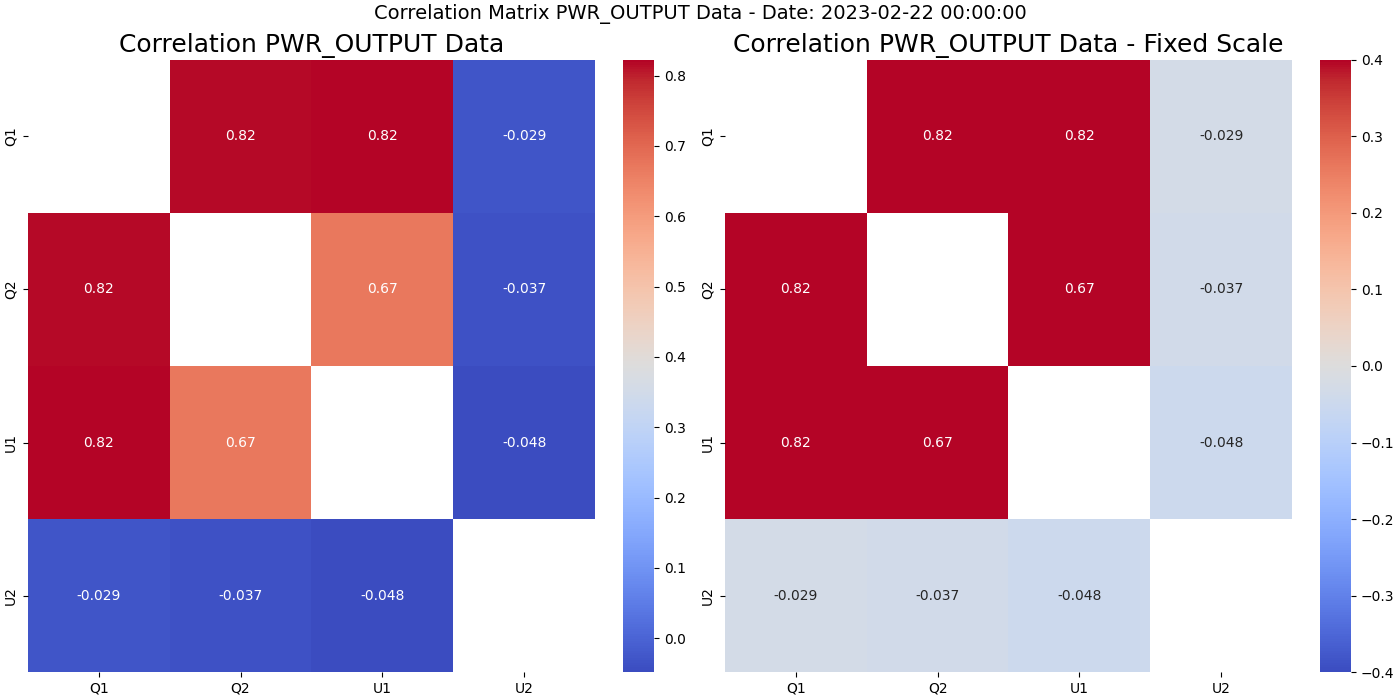 Correlation Matrix PWR_OUTPUT Data - Date: 2023-02-22 00:00:00
Correlation PWR_OUTPUT Data
Q1
0.82 0.82 -0.029
Q2
0.82 0.67 -0.037
U1
0.82 0.67 -0.048
U2
-0.029 -0.037 -0.048
Q1 Q2 U1 U2
0.8
0.7
0.6
0.5
0.4
0.3
0.2
0.1
0.0
Correlation PWR_OUTPUT Data - Fixed Scale
Q1
0.82 0.82 -0.029
Q2
0.82 0.67 -0.037
U1
0.82 0.67 -0.048
U2
-0.029 -0.037 -0.048
Q1 Q2 U1 U2
0.4
0.3
0.2
0.1
0.0
−0.1
−0.2
−0.3
−0.4